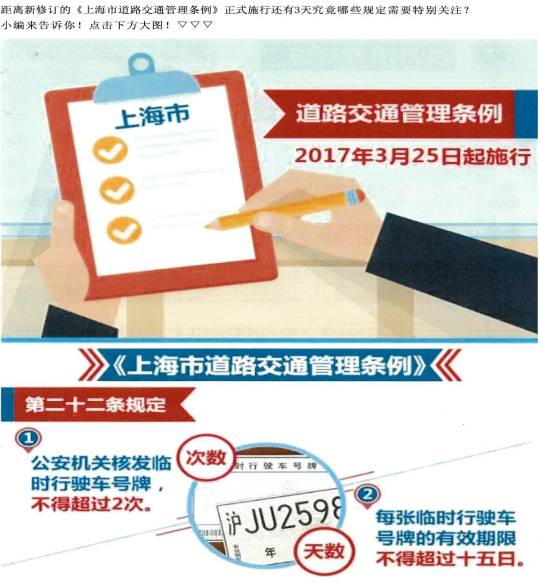 距离新修订的《上海市道路交通管理条例》正式施行还有3天究竟哪些规定需要特别关注？
小编来告诉你！点击下方大图！▽▽▽
上海市
道路交通管理条例
2017年3月25日起施行
《上海市道路交通管理条例》
第二十二条规定
1
公安机关核发临
时行驶车号牌，
不得超过2次。
次数
时行驶车号牌
沪JU2598
年
天数
2
每张临时行驶车
号牌的有效期限
不得超过十五日。